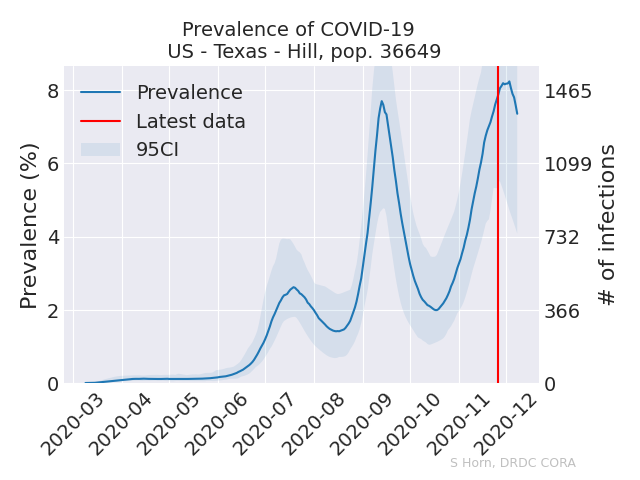 Prevalence of COVID-19
US - Texas - Hill, pop. 36649
Prevalence
Latest data
95CI
Prevalence (%)
8
6
4
2
0
1465
1099
732
366
0
# of infections
2020-03
2020-04
2020-05
2020-06
2020-07
2020-08
2020-09
2020-10
2020-11
2020-12
S Horn, DRDC CORA